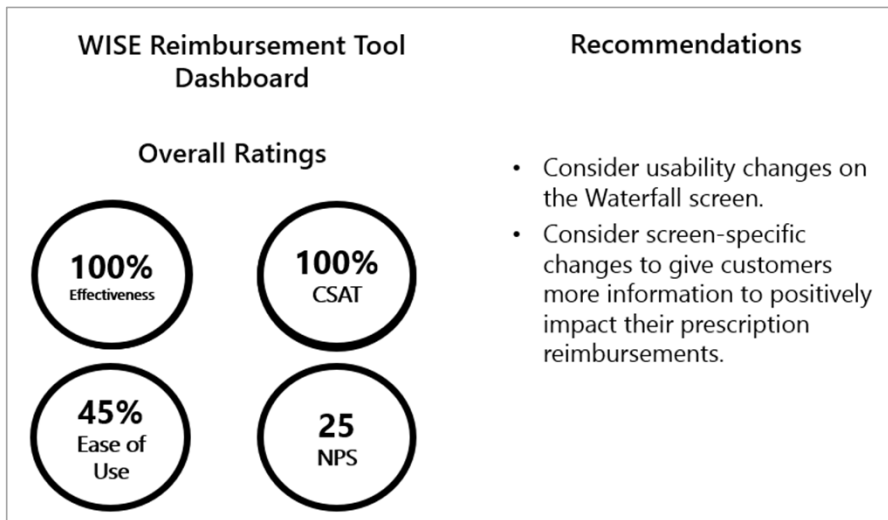 WISE Reimbursement Tool
Dashboard
Overall Ratings
100%
Effectiveness
100%
CSAT
45%
Ease of
Use
25
NPS
Recommendations
• Consider usability changes on
the Waterfall screen.
• Consider screen-specific
changes to give customers
more information to positively
impact their prescription
reimbursements.